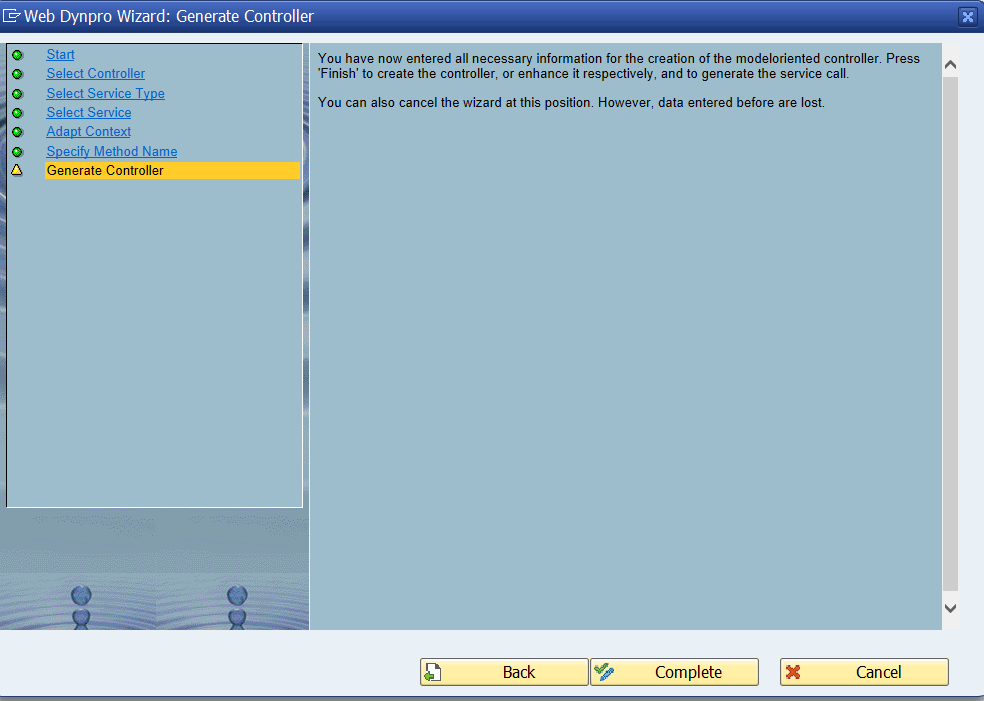 Web Dynpro Wizard: Generate Controller
Start
Select Controller
Select Service Type
Select Service
Adapt Context
Specify Method Name
Generate Controller
You have now entered all necessary information for the creation of the modeloriented controller. Press
'Finish' to create the controller, or enhance it respectively, and to generate the service call.
You can also cancel the wizard at this position. However, data entered before are lost.
Back
Complete
Cancel